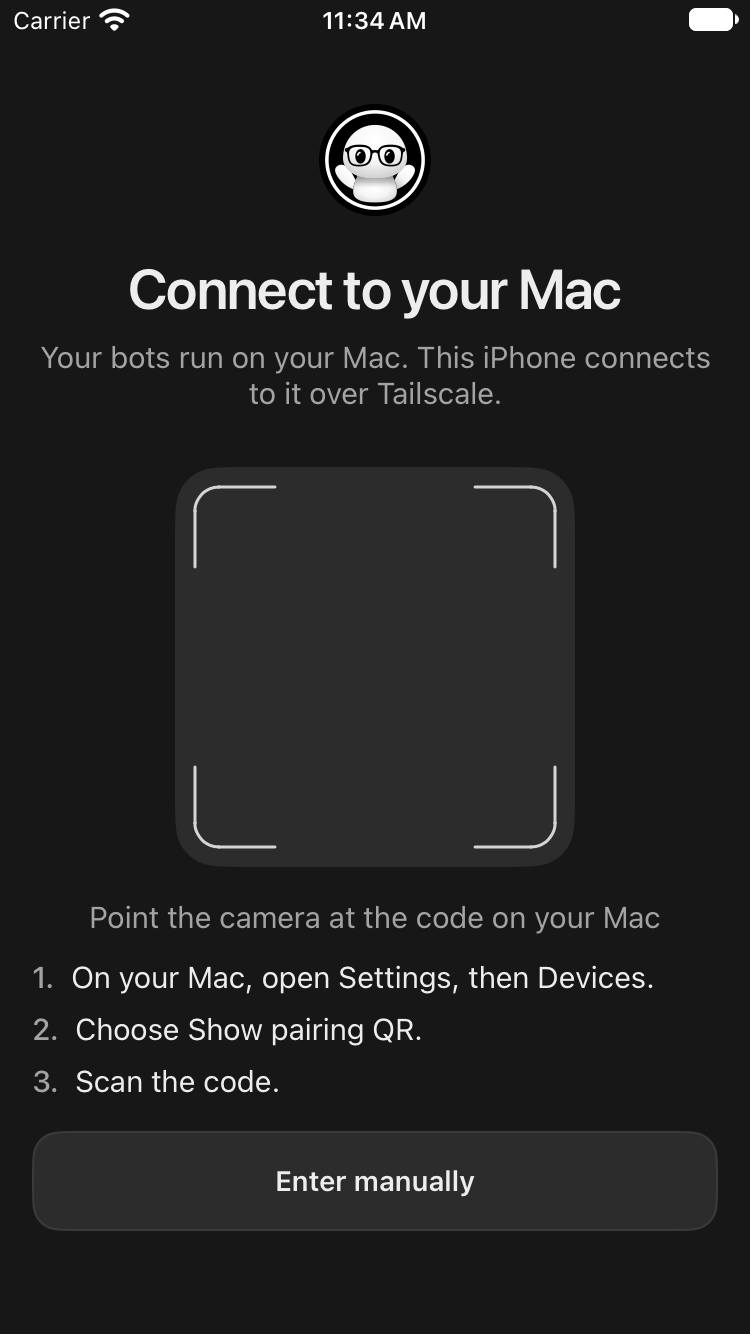 Carrier 11:34 AM
Connect to your Mac
Your bots run on your Mac. This iPhone connects
to it over Tailscale.
Point the camera at the code on your Mac
1. On your Mac, open Settings, then Devices.
2. Choose Show pairing QR.
3. Scan the code.
Enter manually